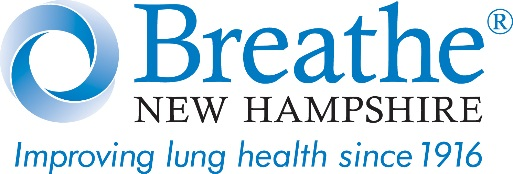 Breathe®
NEW HAMPSHIRE
Improving lung health since 1916